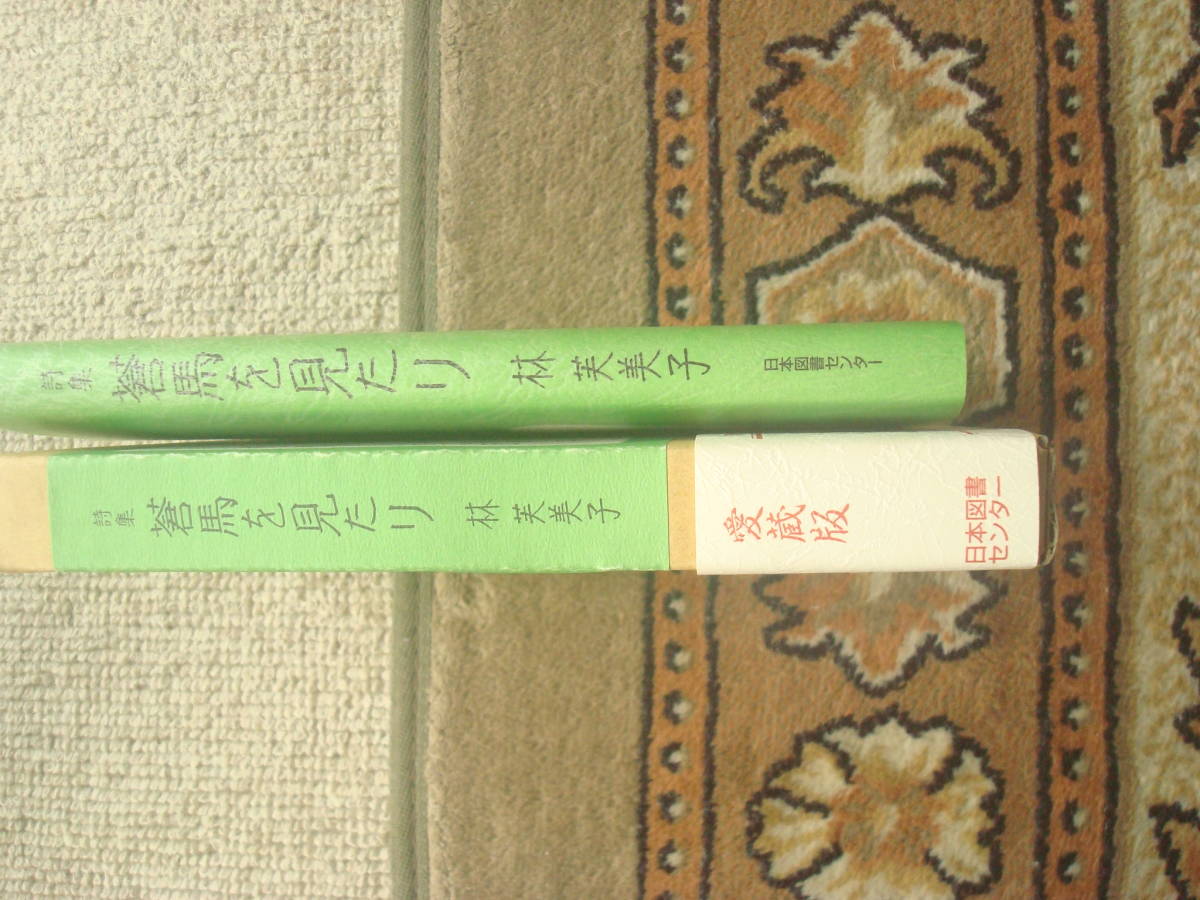 詩集
蒼馬を見たり
林芙美子
日本図書センター
詩集
蒼馬を見たり
林芙美子
愛蔵版
日本図書
センター